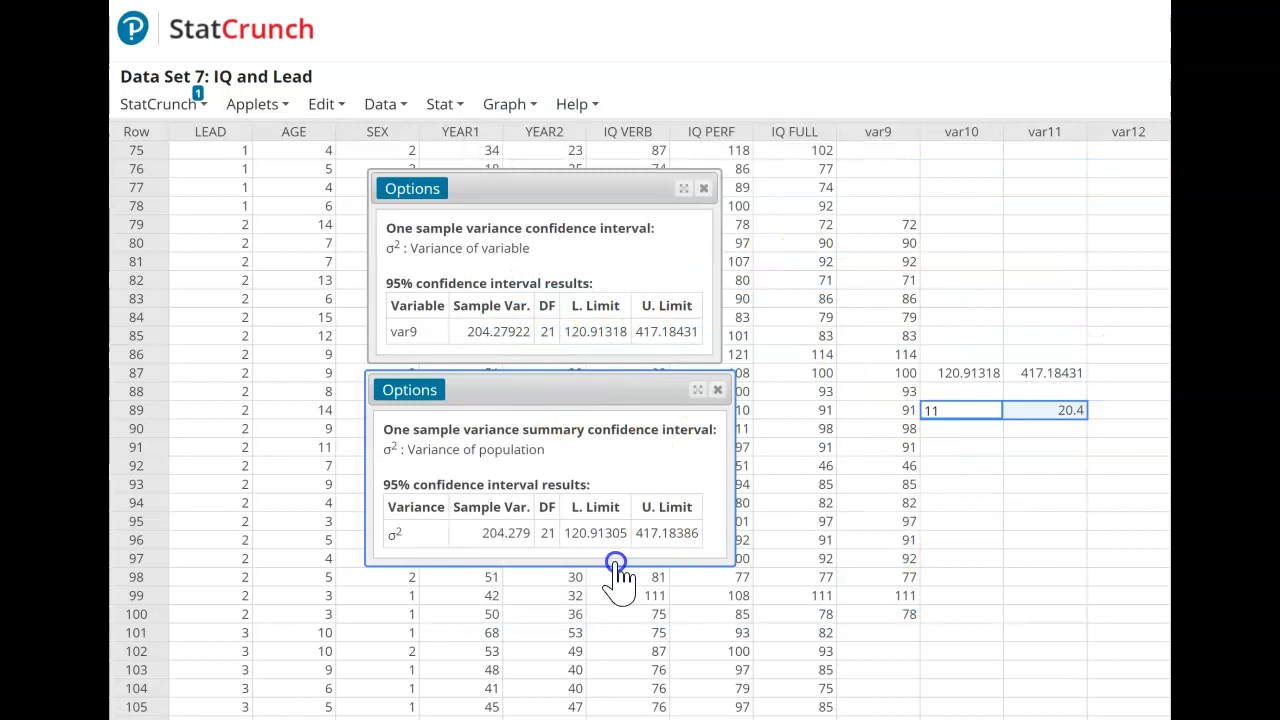 StatCrunch
Data Set 7: IQ and Lead
1
StatCrunch Applets Edit Data Stat Graph Help
Row LEAD AGE SEX YEAR1 YEAR2 IQ VERB IQ PERF IQ FULL var9 var10 var11 var12
75 1 4 2 34 23 87 118 102
76 1 5 86 77
77 1 4 89 74
78 1 6 100 92
79 2 14 78 72 72
80 2 7 97 90 90
81 2 7 107 92 92
82 2 13 80 71 71
83 2 6 90 86 86
84 2 15 83 79 79
85 2 12 101 83 83
86 2 9 121 114 114
87 2 9 08 100 100 120.91318 417.18431
88 2 8 00 93 93
89 2 14 10 91 91 11 20.4
90 2 9 11 98 98
91 2 11 97 91 91
92 2 7 51 46 46
93 2 9 94 85 85
94 2 4 80 82 82
95 2 3 01 97 97
96 2 5 92 91 91
97 2 4 00 92 92
98 2 5 2 51 30 81 77 77 77
99 2 3 1 42 32 111 108 111 111
100 2 3 1 50 36 75 85 78 78
101 3 10 1 68 53 75 93 82
102 3 10 2 53 49 87 100 93
103 3 9 1 48 40 76 97 85
104 3 6 1 41 40 76 79 75
105 3 5 1 45 47 76 97 85
Options
One sample variance confidence interval:
σ² : Variance of variable
95% confidence interval results:
Variable Sample Var. DF L. Limit U. Limit
var9 204.27922 21 120.91318 417.18431
Options
One sample variance summary confidence interval:
σ² : Variance of population
95% confidence interval results:
Variance Sample Var. DF L. Limit U. Limit
σ² 204.279 21 120.91305 417.18386